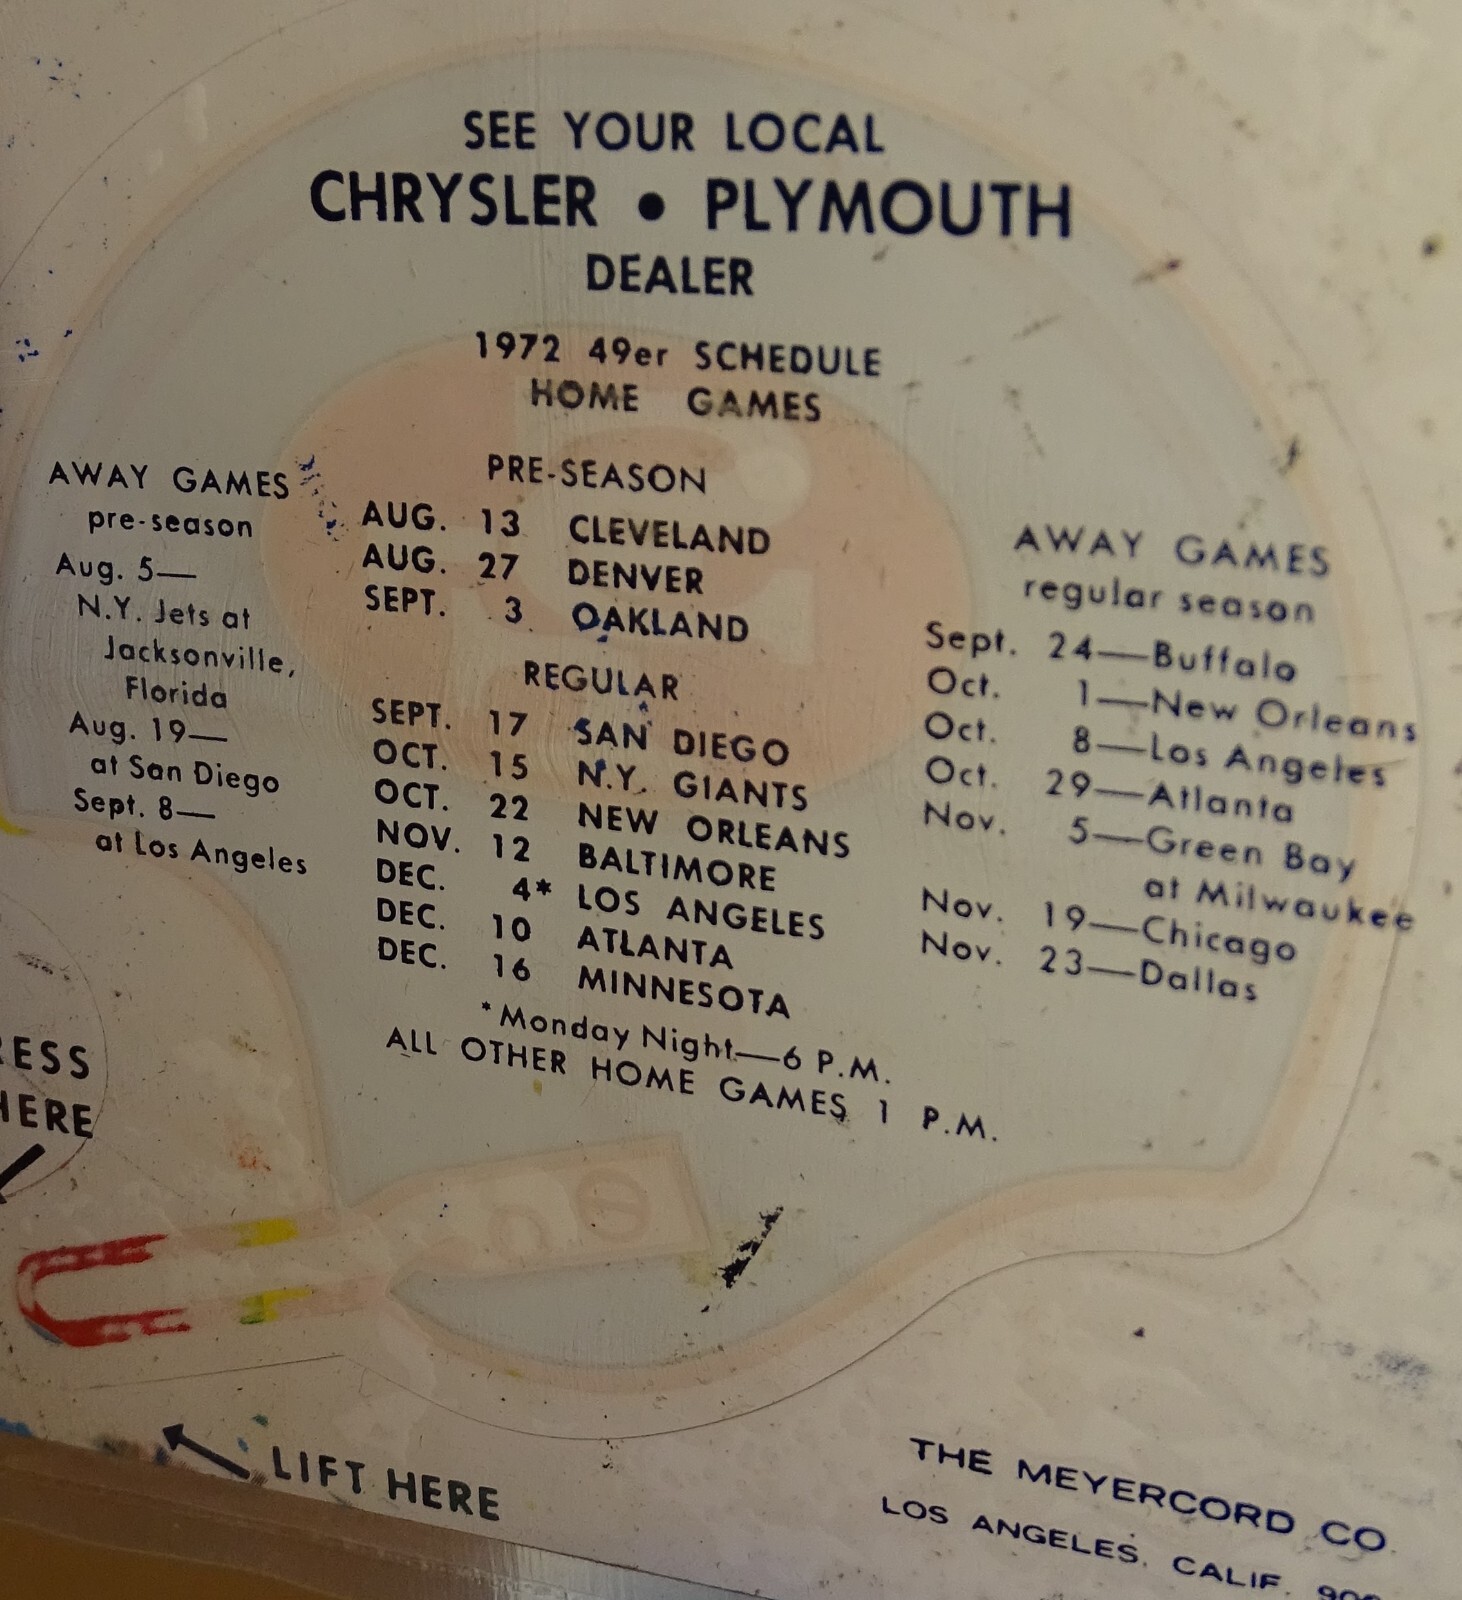 SEE YOUR LOCAL
CHRYSLER • PLYMOUTH
DEALER
1972 49er SCHEDULE
HOME GAMES
AWAY GAMES
pre-season
Aug. 5—
N.Y. Jets at
Jacksonville,
Florida
Aug. 19—
at San Diego
Sept. 8—
at Los Angeles
PRE-SEASON
AUG. 13 CLEVELAND
AUG. 27 DENVER
SEPT. 3 OAKLAND
REGULAR
SEPT. 17 SAN DIEGO
OCT. 15 N.Y. GIANTS
OCT. 22 NEW ORLEANS
NOV. 12 BALTIMORE
DEC. 4* LOS ANGELES
DEC. 10 ATLANTA
DEC. 16 MINNESOTA
*Monday Night—6 P.M.
ALL OTHER HOME GAMES 1 P.M.
AWAY GAMES
regular season
Sept. 24—Buffalo
Oct. 1—New Orleans
Oct. 8—Los Angeles
Oct. 29—Atlanta
Nov. 5—Green Bay
at Milwaukee
Nov. 19—Chicago
Nov. 23—Dallas
RESS
HERE
LIFT HERE
THE MEYERCORD CO.
LOS ANGELES, CALIF.